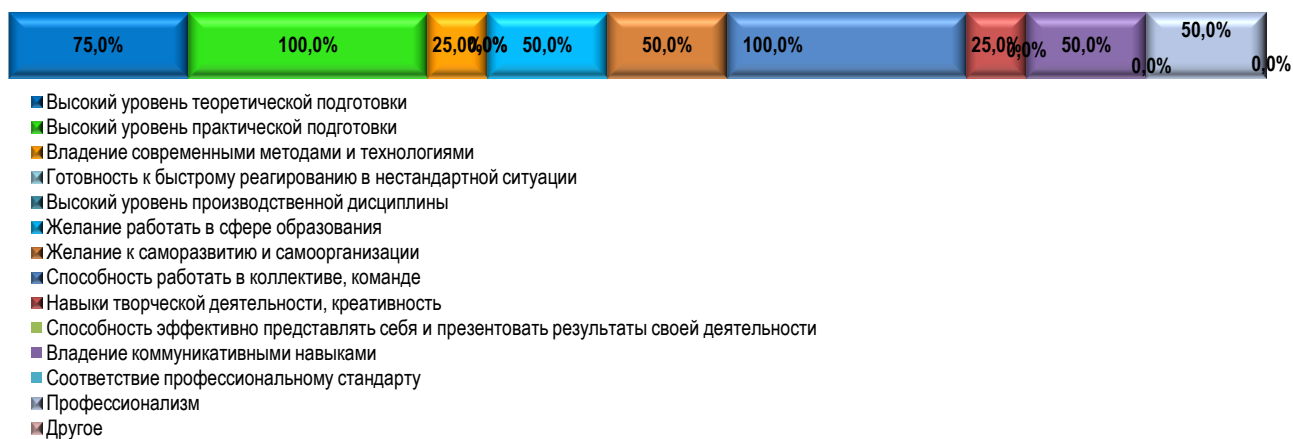 75,0% 100,0% 25,0% 0,0% 50,0% 50,0% 100,0% 25,0% 0,0% 50,0% 0,0% 50,0% 0,0%
Высокий уровень теоретической подготовки
Высокий уровень практической подготовки
Владение современными методами и технологиями
Готовность к быстрому реагированию в нестандартной ситуации
Высокий уровень производственной дисциплины
Желание работать в сфере образования
Желание к саморазвитию и самоорганизации
Способность работать в коллективе, команде
Навыки творческой деятельности, креативность
Способность эффективно представлять себя и презентовать результаты своей деятельности
Владение коммуникативными навыками
Соответствие профессиональному стандарту
Профессионализм
Другое